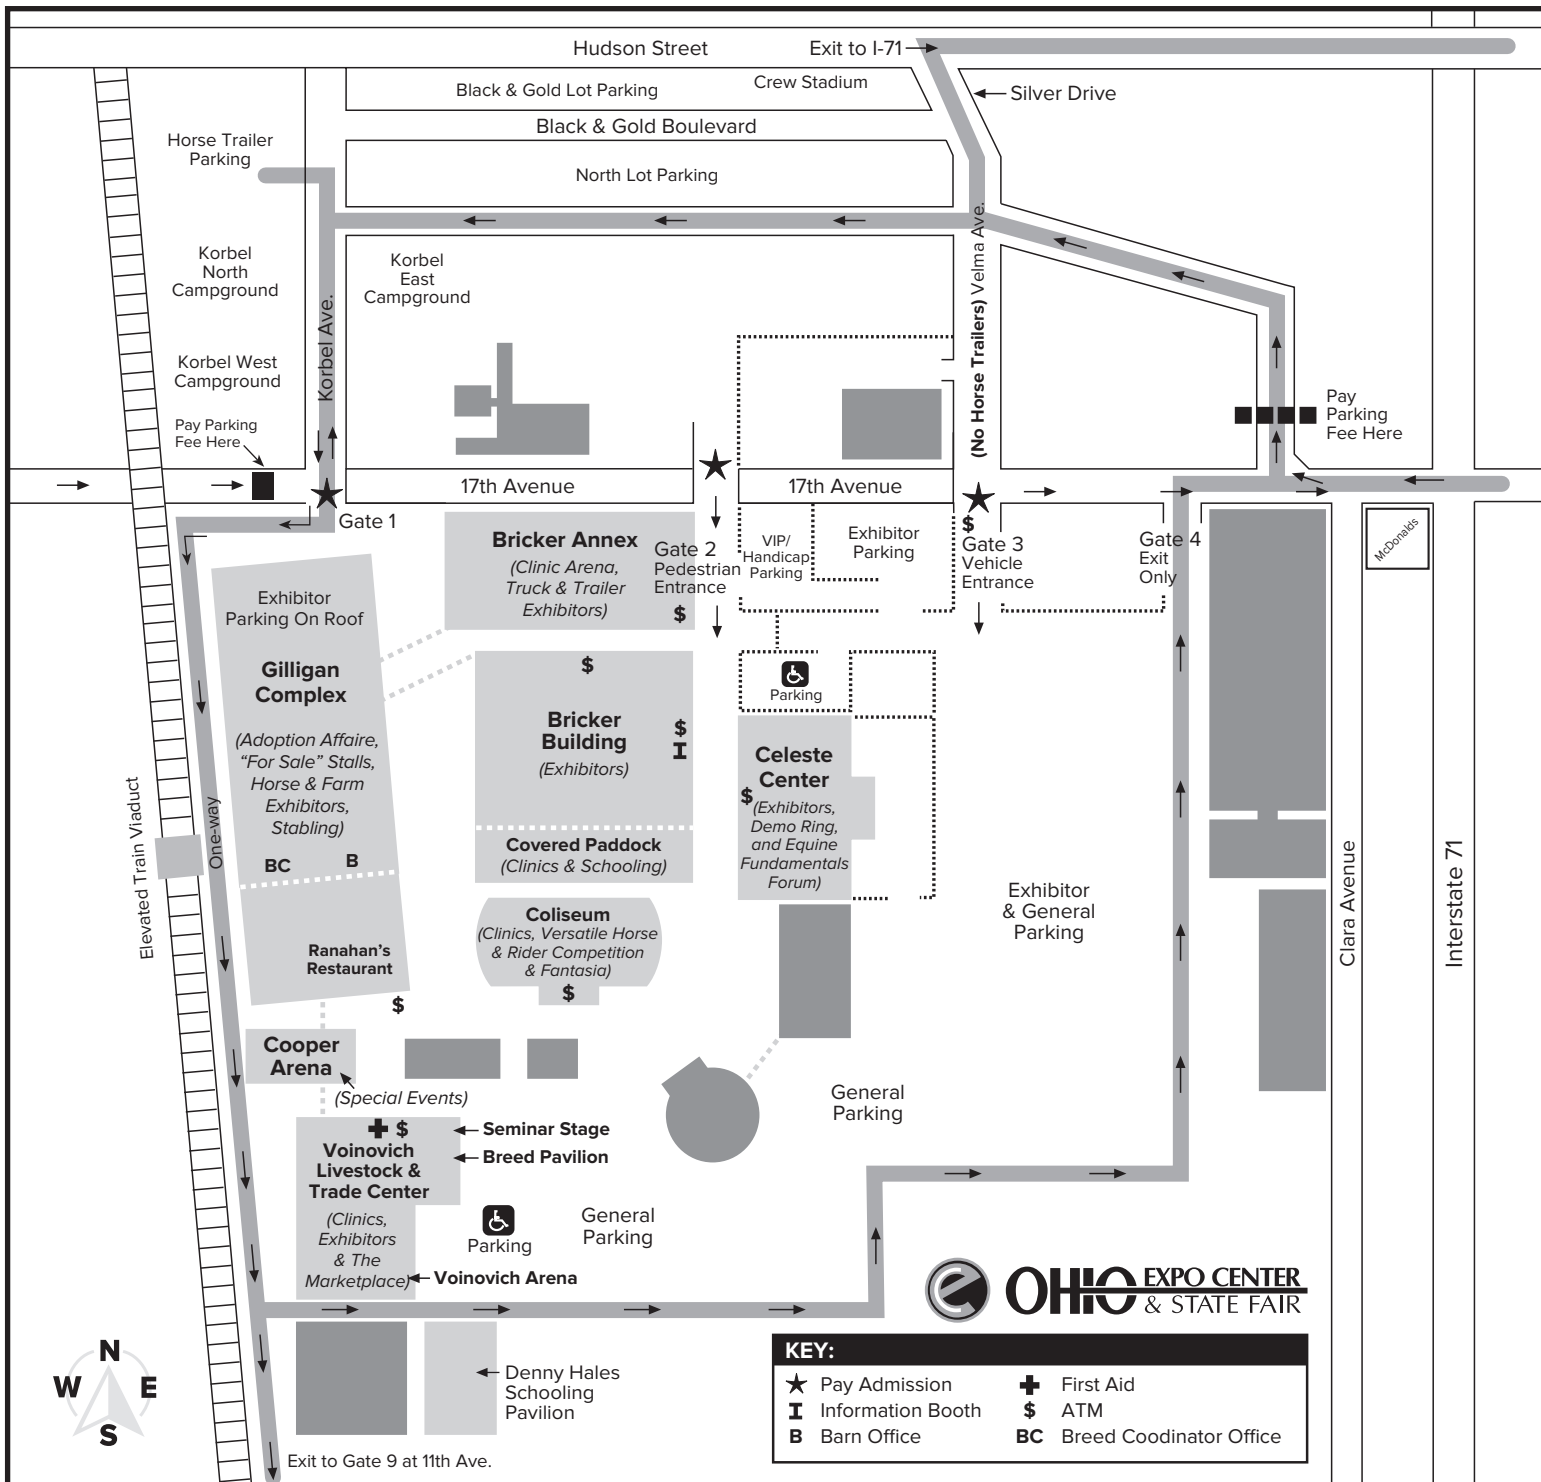 Hudson Street
Exit to I-71
Black & Gold Lot Parking
Crew Stadium
Silver Drive
Black & Gold Boulevard
Horse Trailer
Parking
North Lot Parking
(No Horse Trailers) Velma Ave.
Korbel
North
Campground
Korbel
East
Campground
Korbel Ave.
Korbel West
Campground
Pay Parking
Fee Here
Pay
Parking
Fee Here
17th Avenue
17th Avenue
Gate 1
Bricker Annex
(Clinic Arena,
Truck & Trailer
Exhibitors)
$
Gate 2
Pedestrian
Entrance
VIP/
Handicap
Parking
Exhibitor
Parking
$
Gate 3
Vehicle
Entrance
Gate 4
Exit
Only
McDonalds
Exhibitor
Parking On Roof
Gilligan
Complex
(Adoption Affaire,
“For Sale” Stalls,
Horse & Farm
Exhibitors,
Stabling)
BC
B
Ranahan’s
Restaurant
$
$
Bricker
Building
(Exhibitors)
$
I
Covered Paddock
(Clinics & Schooling)
Parking
Celeste
Center
$
(Exhibitors,
Demo Ring,
and Equine
Fundamentals
Forum)
Elevated Train Viaduct
One-way
Coliseum
(Clinics, Versatile Horse
& Rider Competition
& Fantasia)
$
Exhibitor
& General
Parking
Clara Avenue
Interstate 71
Cooper
Arena
(Special Events)
General
Parking
$
Seminar Stage
Breed Pavilion
Voinovich
Livestock &
Trade Center
(Clinics,
Exhibitors
& The
Marketplace)
Parking
General
Parking
Voinovich Arena
OHIO EXPO CENTER
& STATE FAIR
Denny Hales
Schooling
Pavilion
Exit to Gate 9 at 11th Ave.
N
W E
S
KEY:
Pay Admission
I Information Booth
B Barn Office
First Aid
$ ATM
BC Breed Coodinator Office